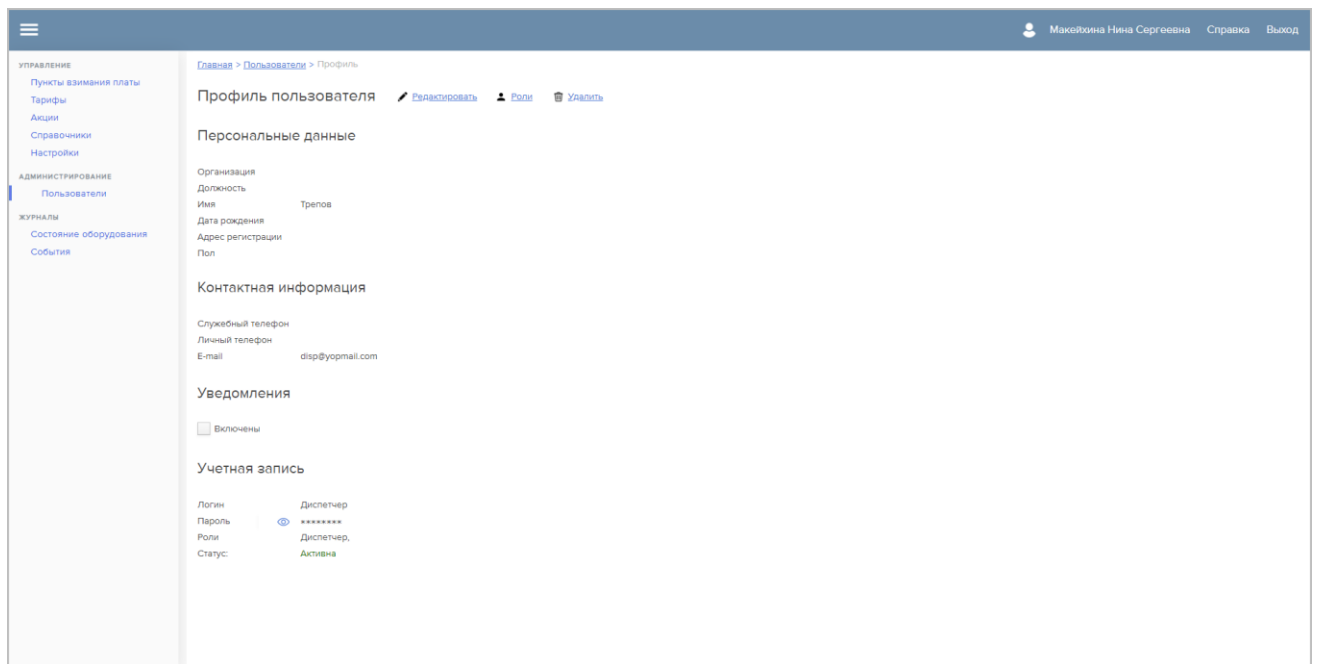 Макейхина Нина Сергеевна Справка Выход
УПРАВЛЕНИЕ
Пункты взимания платы
Тарифы
Акции
Справочники
Настройки
АДМИНИСТРИРОВАНИЕ
Пользователи
ЖУРНАЛЫ
Состояние оборудования
События
Главная > Пользователи > Профиль
Профиль пользователя Редактировать Роли Удалить
Персональные данные
Организация
Должность
Имя Трепов
Дата рождения
Адрес регистрации
Пол
Контактная информация
Служебный телефон
Личный телефон
E-mail disp@yopmail.com
Уведомления
Включены
Учетная запись
Логин Диспетчер
Пароль ********
Роли Диспетчер,
Статус: Активна